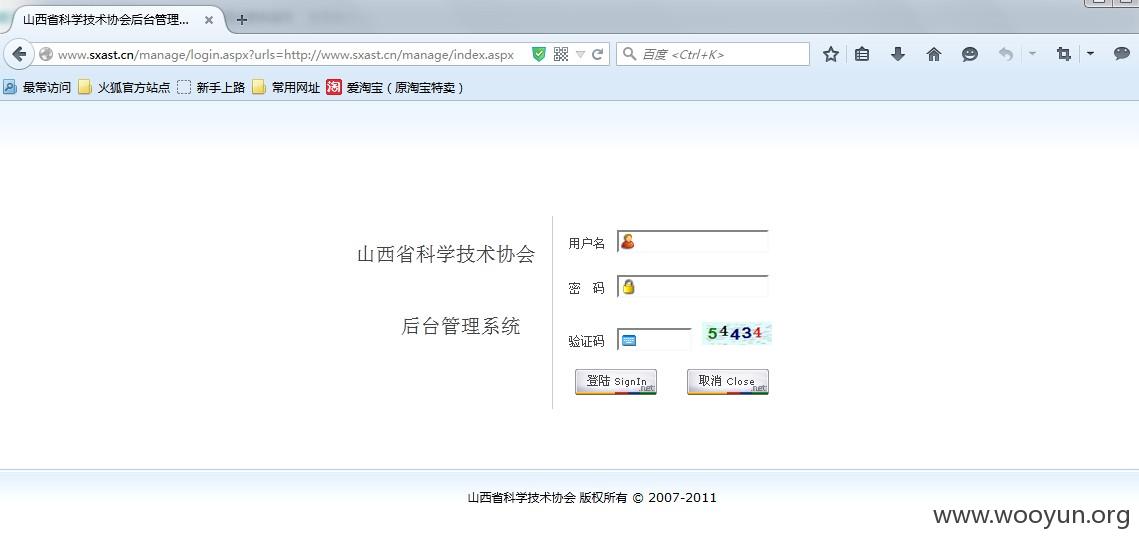 山西省科学技术协会后台管理...
www.sxast.cn/manage/login.aspx?urls=http://www.sxast.cn/manage/index.aspx
百度 <Ctrl+K>
最常访问 火狐官方站点 新手上路 常用网址 淘 爱淘宝（原淘宝特卖）
山西省科学技术协会
后台管理系统
用户名
密 码
验证码 54434
登陆 SignIn .net 取消 Close .net
山西省科学技术协会 版权所有 © 2007-2011
www.wooyun.org